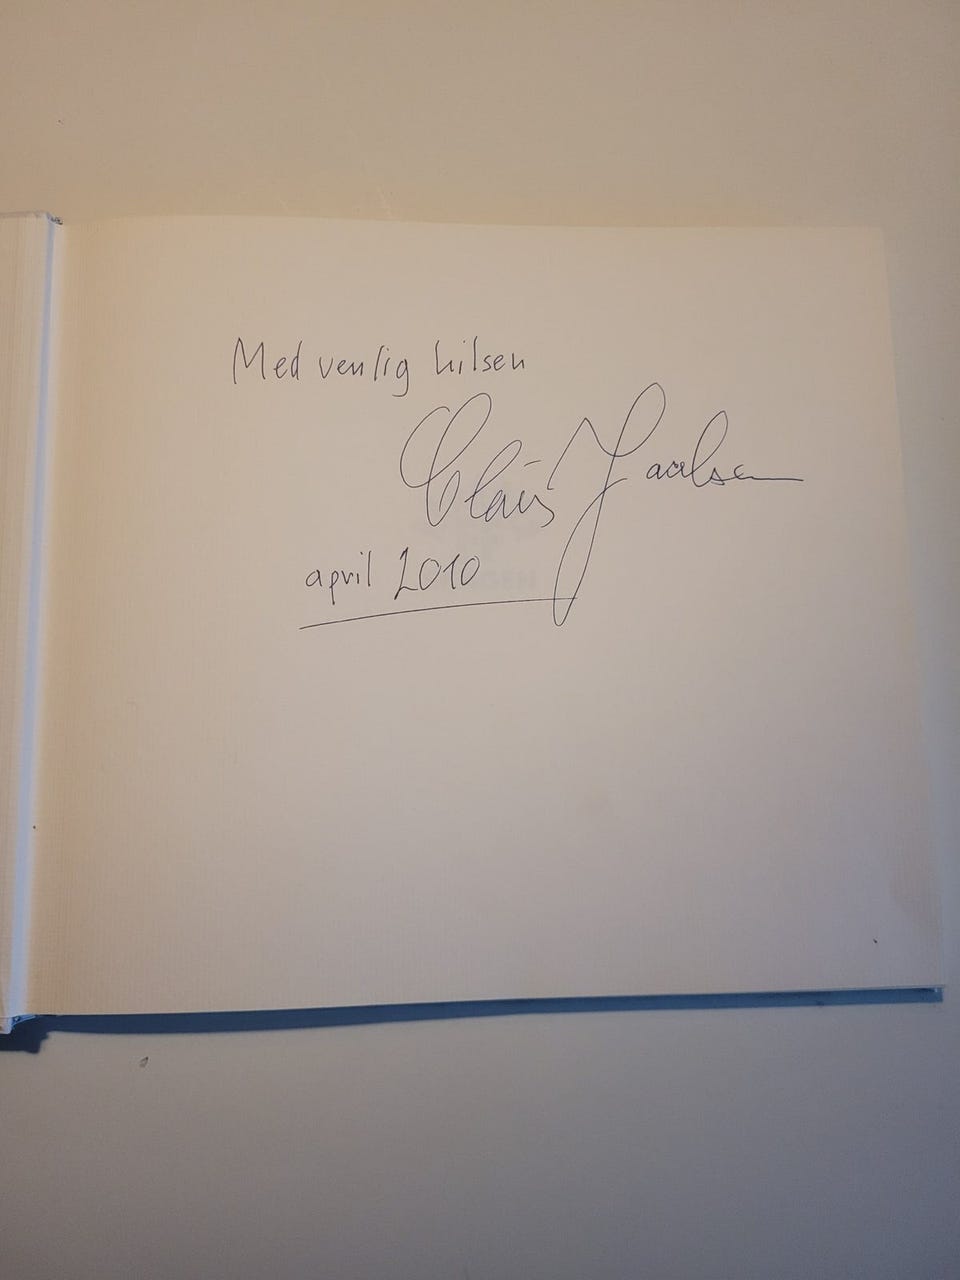 Med venlig hilsen
Claus
april 2010